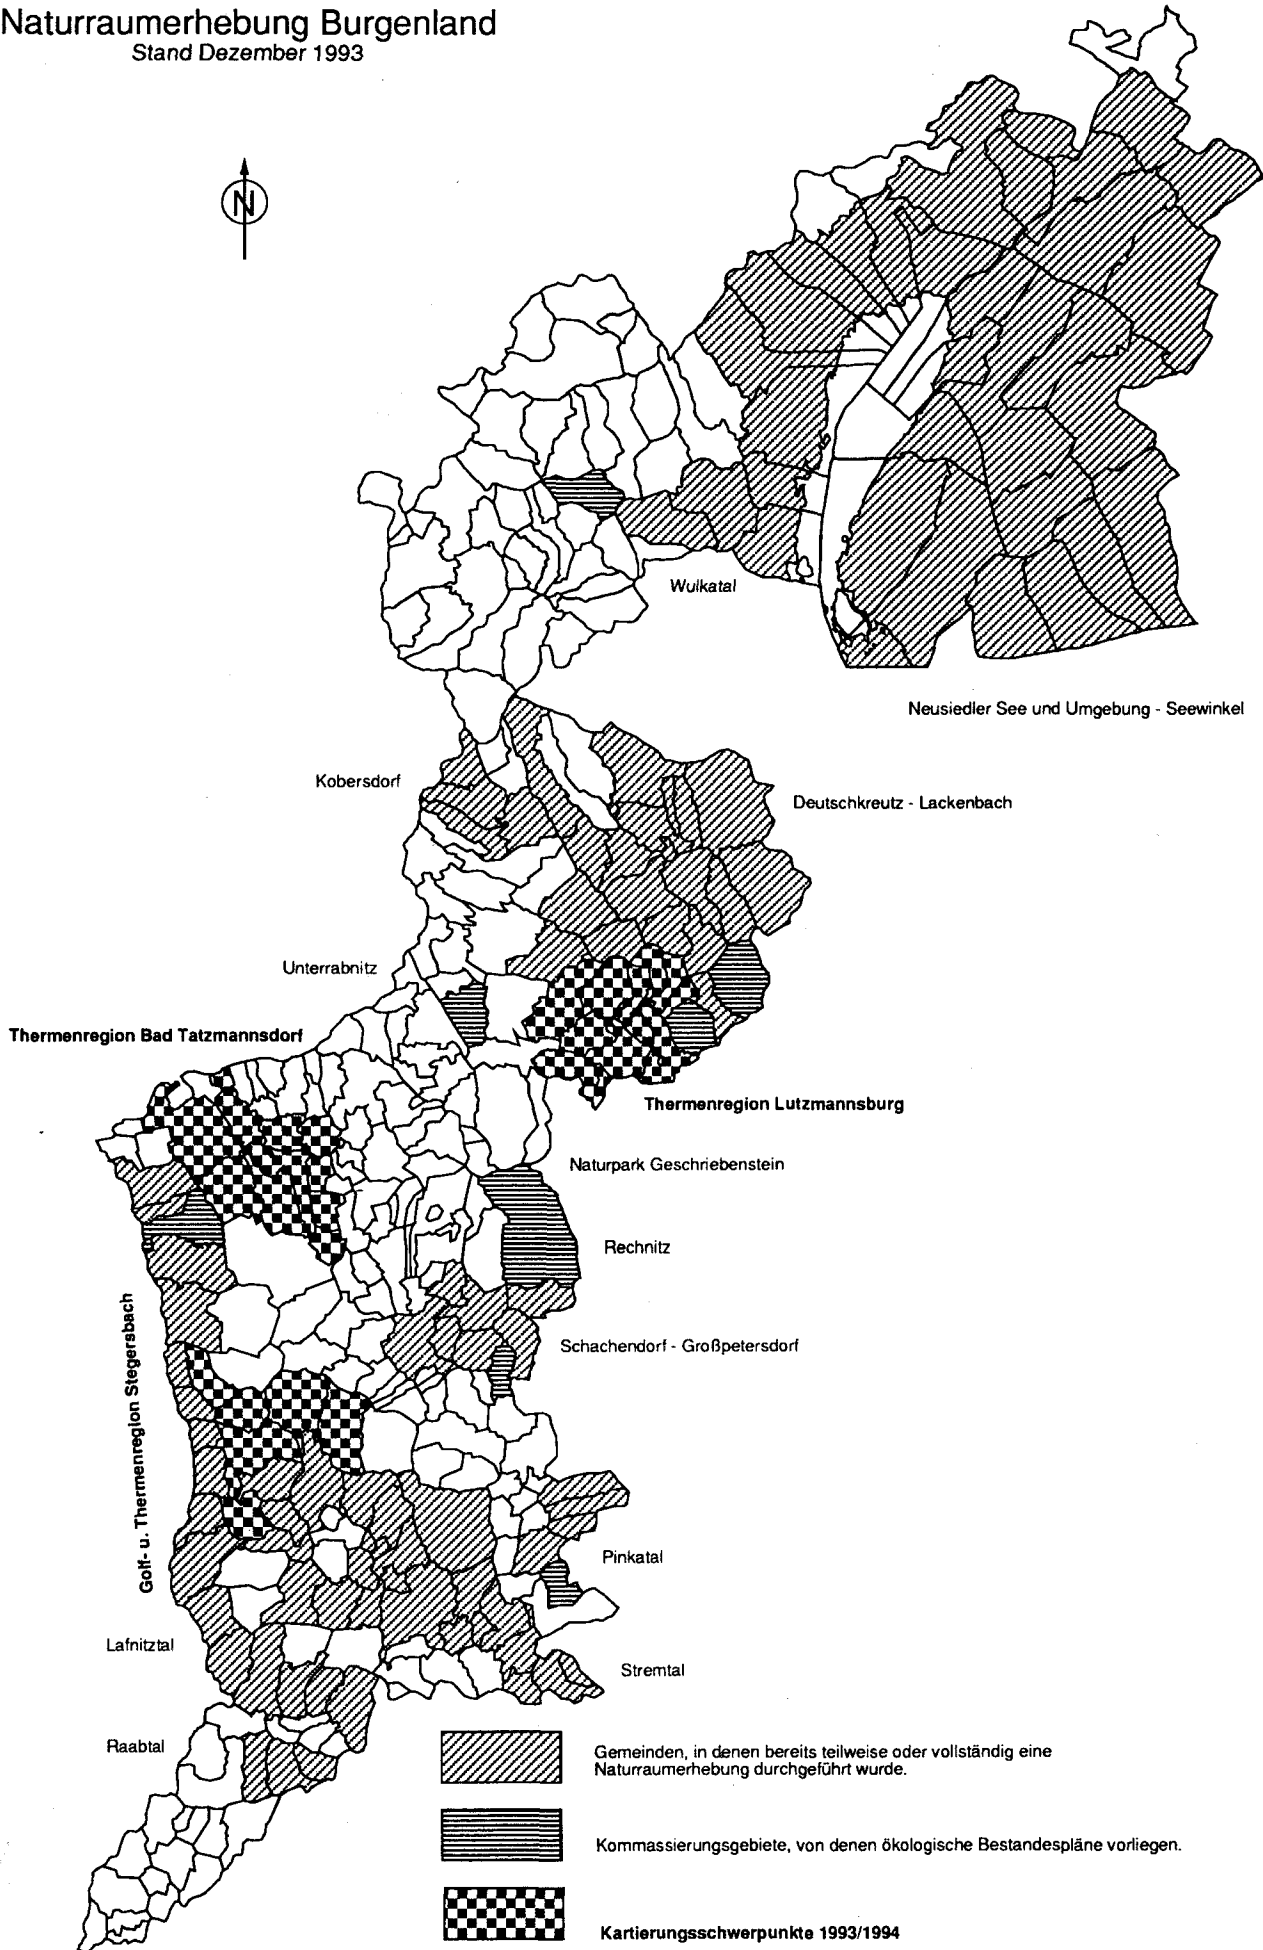 Naturraumerhebung Burgenland
Stand Dezember 1993
N
Wulkatal
Neusiedler See und Umgebung - Seewinkel
Kobersdorf
Deutschkreutz - Lackenbach
Unterrabnitz
Thermenregion Bad Tatzmannsdorf
Thermenregion Lutzmannsburg
Naturpark Geschriebenstein
Rechnitz
Golf- u. Thermenregion Stegersbach
Schachendorf - Großpetersdorf
Pinkatal
Lafnitztal
Stremtal
Raabtal
Gemeinden, in denen bereits teilweise oder vollständig eine
Naturraumerhebung durchgeführt wurde.
Kommassierungsgebiete, von denen ökologische Bestandespläne vorliegen.
Kartierungsschwerpunkte 1993/1994